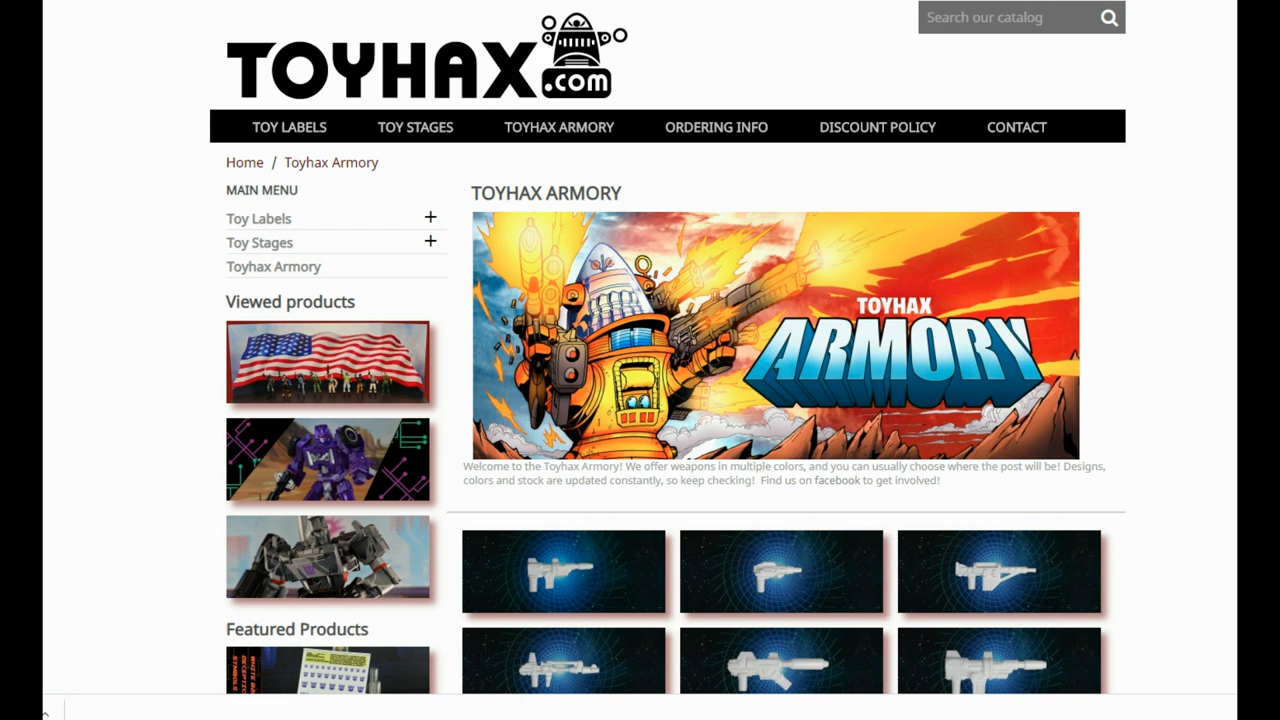 Search our catalog
TOYHAX
.com
TOY LABELS TOY STAGES TOYHAX ARMORY ORDERING INFO DISCOUNT POLICY CONTACT
Home / Toyhax Armory
MAIN MENU
Toy Labels +
Toy Stages +
Toyhax Armory
Viewed products
Featured Products
TOYHAX ARMORY
TOYHAX
ARMORY
Welcome to the Toyhax Armory! We offer weapons in multiple colors, and you can usually choose where the post will be! Designs,
colors and stock are updated constantly, so keep checking! Find us on facebook to get involved!